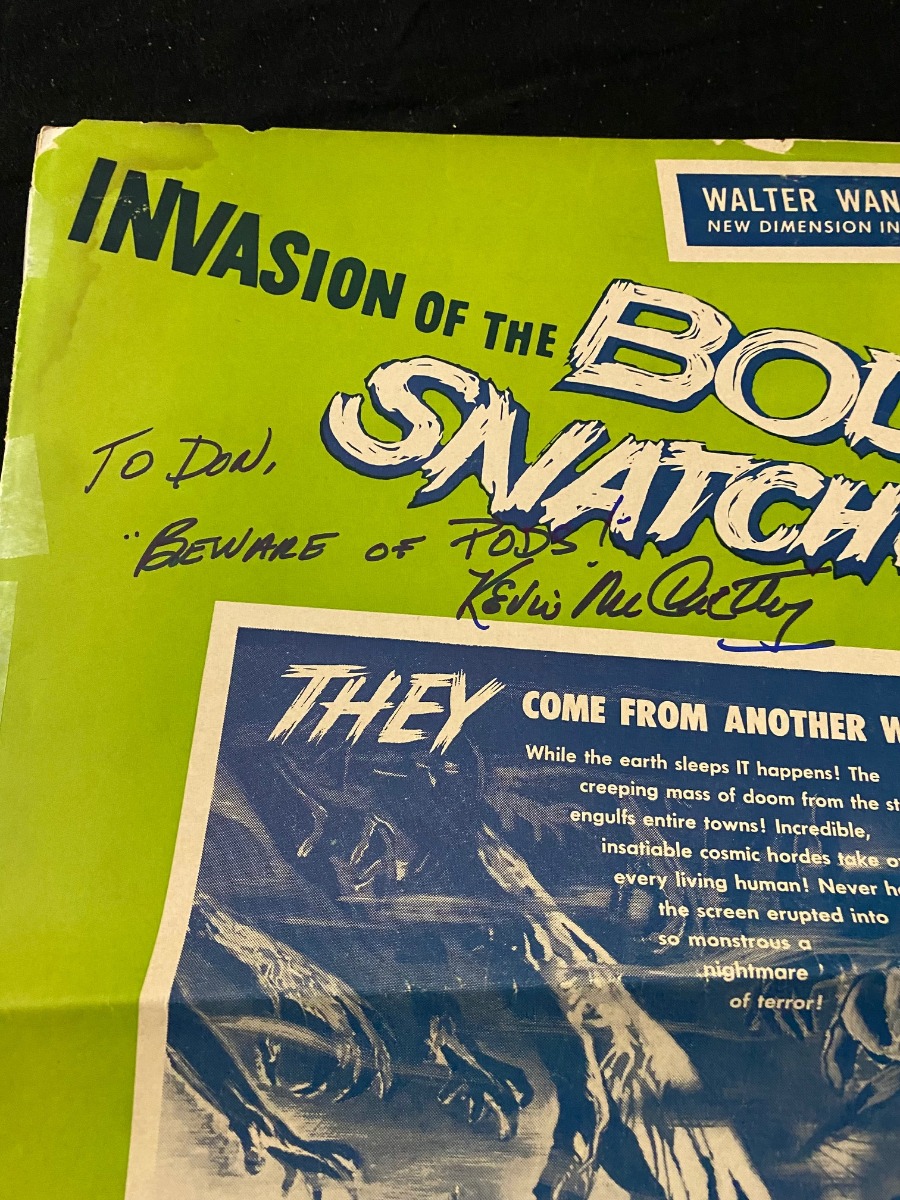 WALTER WAN
NEW DIMENSION IN
INVASION OF THE BOD
SNATCH
TO DON,
"BEWARE OF PODS!"
KEVIN McCARTHY
THEY COME FROM ANOTHER W
While the earth sleeps IT happens! The
creeping mass of doom from the st
engulfs entire towns! Incredible,
insatiable cosmic hordes take o
every living human! Never h
the screen erupted into
so monstrous a
nightmare
of terror!